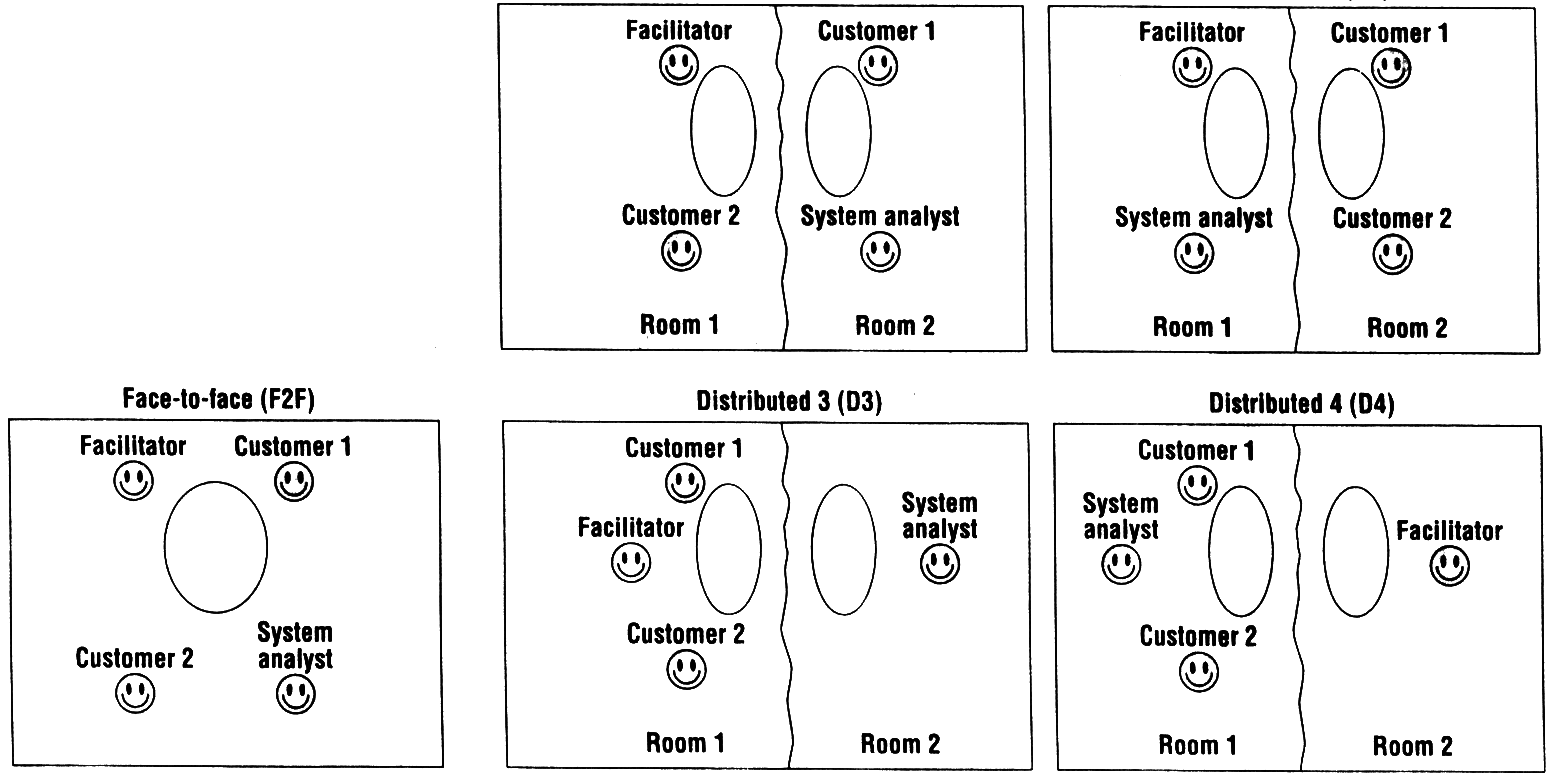 Facilitator Customer 1
Customer 2 System analyst
Room 1 Room 2
Facilitator Customer 1
System analyst Customer 2
Room 1 Room 2
Face-to-face (F2F)
Facilitator Customer 1
System
analyst
Customer 2
Distributed 3 (D3)
Customer 1
System
analyst
Facilitator
Customer 2
Room 1 Room 2
Distributed 4 (D4)
Customer 1
System
analyst
Facilitator
Customer 2
Room 1 Room 2